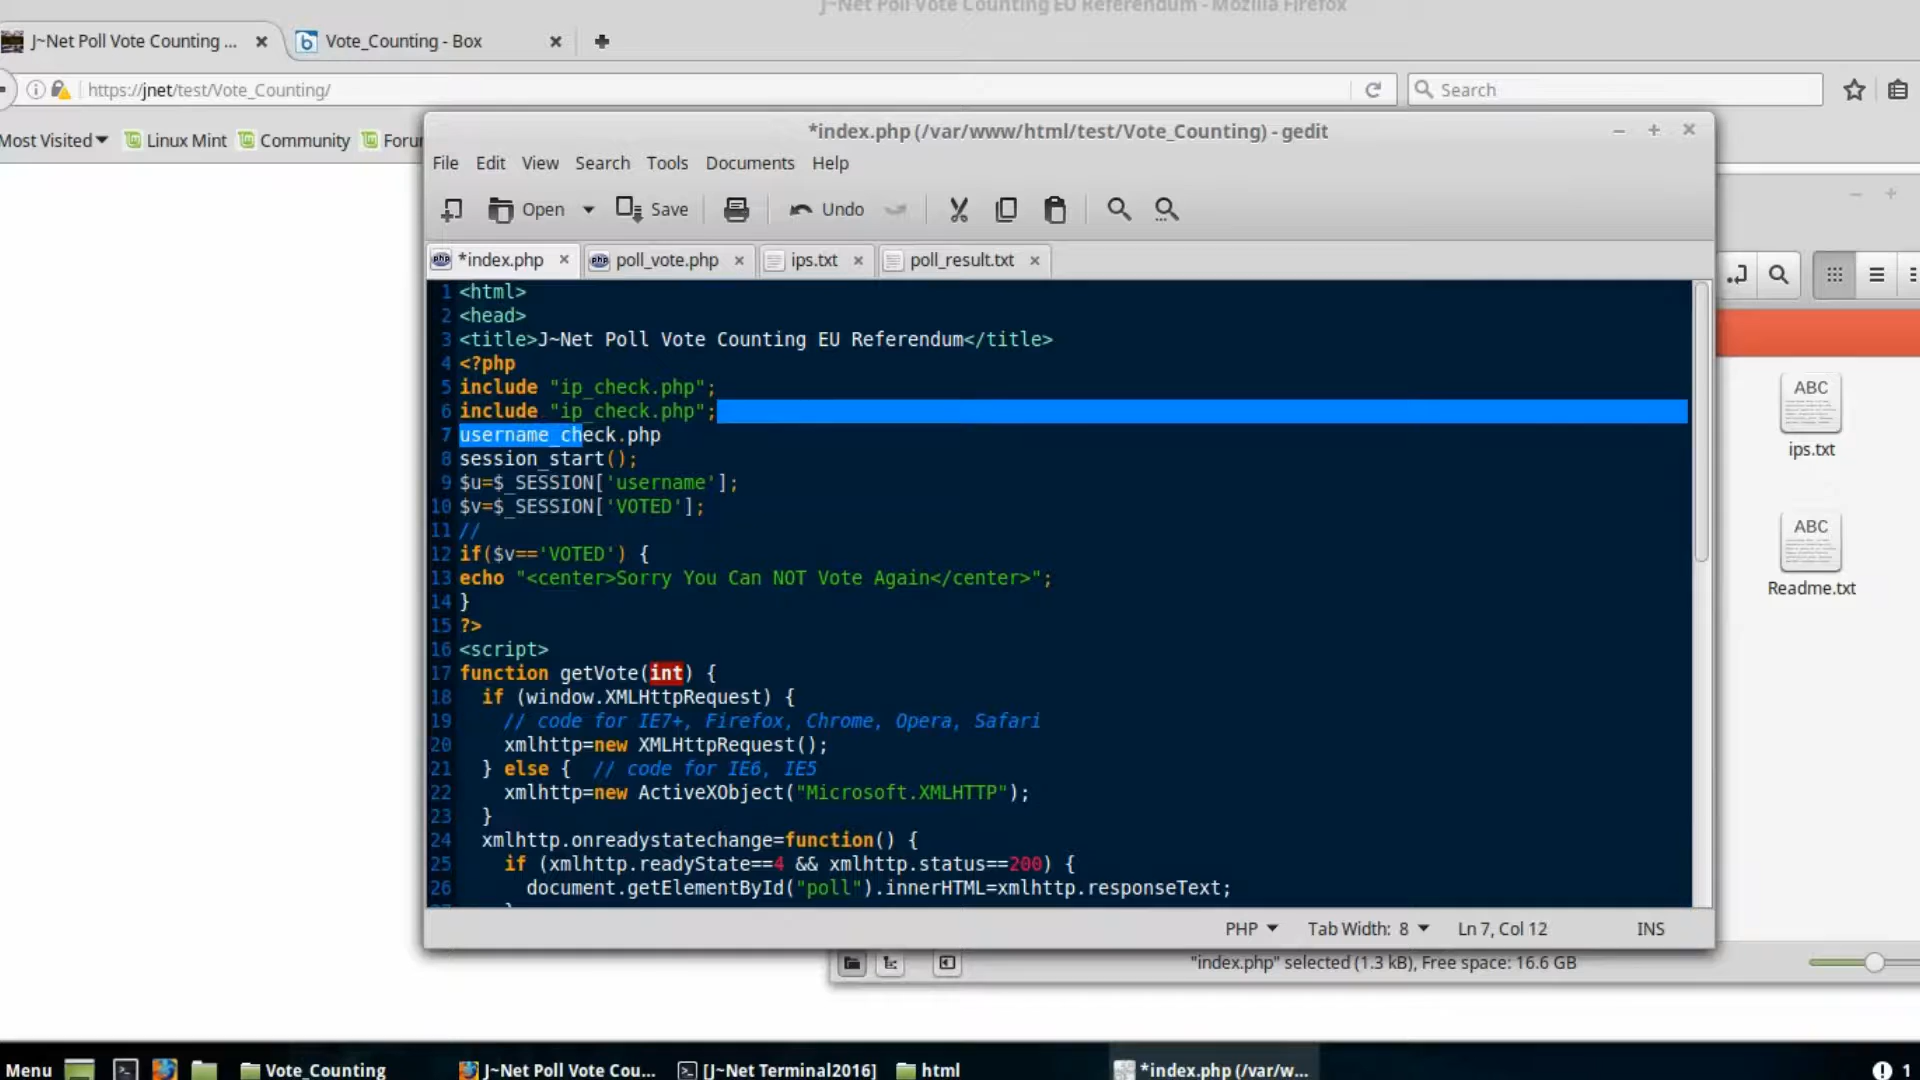 J~Net Poll Vote Counting EU Referendum - Mozilla Firefox
J~Net Poll Vote Counting ...
Vote_Counting - Box
https://jnet/test/Vote_Counting/
Search
Most Visited
Linux Mint
Community
*index.php (/var/www/html/test/Vote_Counting) - gedit
File Edit View Search Tools Documents Help
Open Save Undo
*index.php
poll_vote.php
ips.txt
poll_result.txt
1 <html>
2 <head>
3 <title>J~Net Poll Vote Counting EU Referendum</title>
4 <?php
5 include "ip_check.php";
6 include "ip_check.php";
7 username_check.php
8 session_start();
9 $u=$_SESSION['username'];
10 $v=$_SESSION['VOTED'];
11 //
12 if($v=='VOTED') {
13 echo "<center>Sorry You Can NOT Vote Again</center>";
14 }
15 ?>
16 <script>
17 function getVote(int) {
18 if (window.XMLHttpRequest) {
19 // code for IE7+, Firefox, Chrome, Opera, Safari
20 xmlhttp=new XMLHttpRequest();
21 } else { // code for IE6, IE5
22 xmlhttp=new ActiveXObject("Microsoft.XMLHTTP");
23 }
24 xmlhttp.onreadystatechange=function() {
25 if (xmlhttp.readyState==4 && xmlhttp.status==200) {
26 document.getElementById("poll").innerHTML=xmlhttp.responseText;
PHP Tab Width: 8 Ln 7, Col 12 INS
ABC
ips.txt
ABC
Readme.txt
"index.php" selected (1.3 kB), Free space: 16.6 GB
Menu
Vote_Counting
J~Net Poll Vote Cou...
[J~Net Terminal2016]
html
*index.php (/var/w...
1